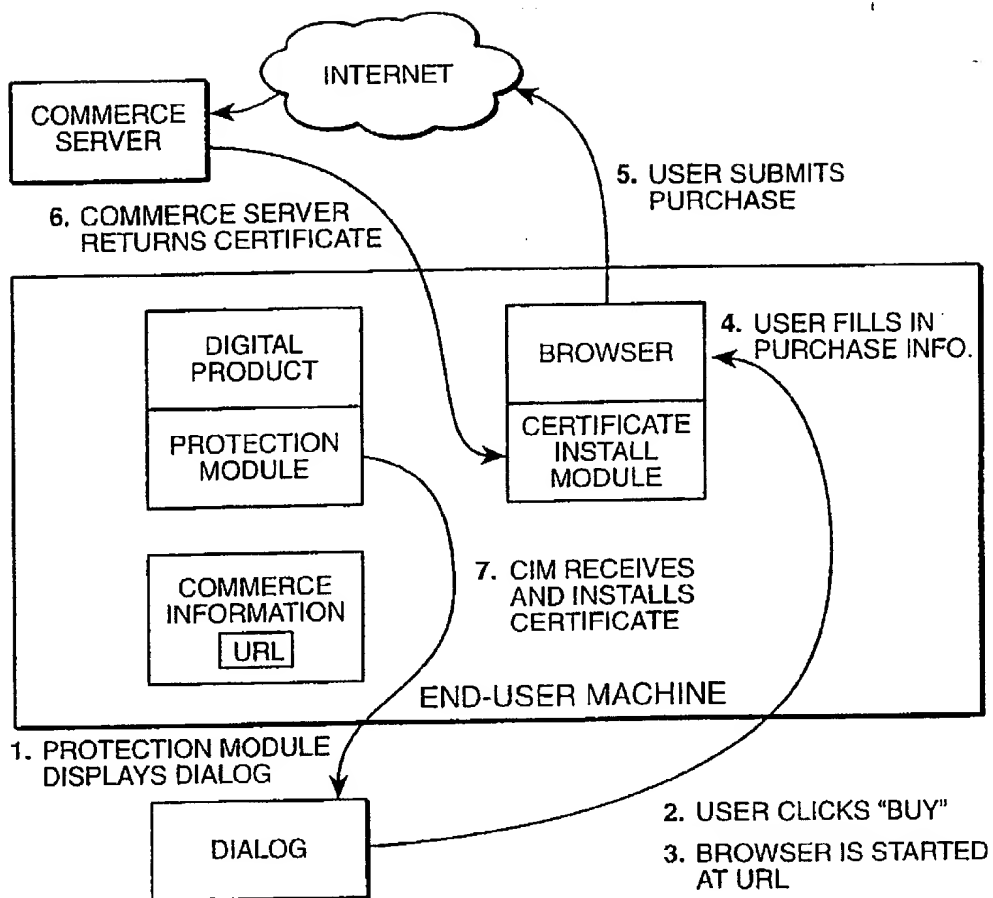 INTERNET
COMMERCE
SERVER
5. USER SUBMITS
PURCHASE
6. COMMERCE SERVER
RETURNS CERTIFICATE
DIGITAL
PRODUCT
PROTECTION
MODULE
BROWSER
CERTIFICATE
INSTALL
MODULE
4. USER FILLS IN
PURCHASE INFO.
COMMERCE
INFORMATION
URL
7. CIM RECEIVES
AND INSTALLS
CERTIFICATE
END-USER MACHINE
1. PROTECTION MODULE
DISPLAYS DIALOG
DIALOG
2. USER CLICKS “BUY”
3. BROWSER IS STARTED
AT URL